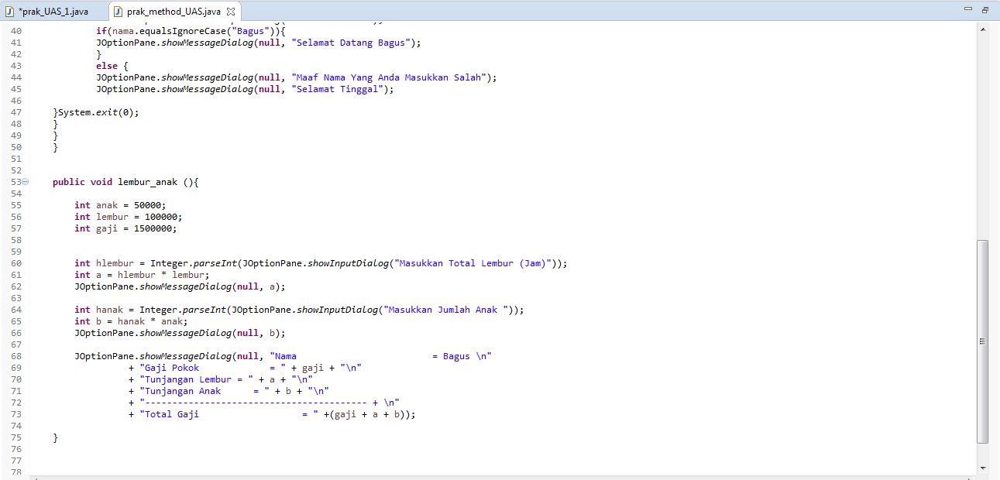 *prak_UAS_1.java prak_method_UAS.java
40 if(nama.equalsIgnoreCase("Bagus")){
41 JOptionPane.showMessageDialog(null, "Selamat Datang Bagus");
42 }
43 else {
44 JOptionPane.showMessageDialog(null, "Maaf Nama Yang Anda Masukkan Salah");
45 JOptionPane.showMessageDialog(null, "Selamat Tinggal");
46
47 }System.exit(0);
48 }
49 }
50 }
51
52
53 public void lembur_anak (){
54
55 int anak = 50000;
56 int lembur = 100000;
57 int gaji = 1500000;
58
59
60 int hlembur = Integer.parseInt(JOptionPane.showInputDialog("Masukkan Total Lembur (Jam)"));
61 int a = hlembur * lembur;
62 JOptionPane.showMessageDialog(null, a);
63
64 int hanak = Integer.parseInt(JOptionPane.showInputDialog("Masukkan Jumlah Anak "));
65 int b = hanak * anak;
66 JOptionPane.showMessageDialog(null, b);
67
68 JOptionPane.showMessageDialog(null, "Nama                         = Bagus \n"
69 + "Gaji Pokok             = " + gaji + "\n"
70 + "Tunjangan Lembur = " + a + "\n"
71 + "Tunjangan Anak      = " + b + "\n"
72 + "----------------------------------------- + \n"
73 + "Total Gaji                   = " +(gaji + a + b));
74
75 }
76
77
78